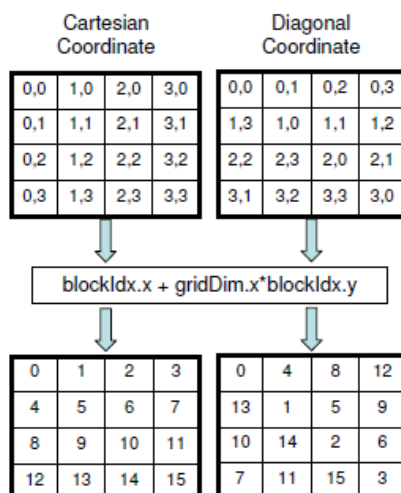 Cartesian Coordinate
Diagonal Coordinate
0,0 1,0 2,0 3,0
0,1 1,1 2,1 3,1
0,2 1,2 2,2 3,2
0,3 1,3 2,3 3,3
0,0 0,1 0,2 0,3
1,3 1,0 1,1 1,2
2,2 2,3 2,0 2,1
3,1 3,2 3,3 3,0
blockIdx.x + gridDim.x*blockIdx.y
0 1 2 3
4 5 6 7
8 9 10 11
12 13 14 15
0 4 8 12
13 1 5 9
10 14 2 6
7 11 15 3